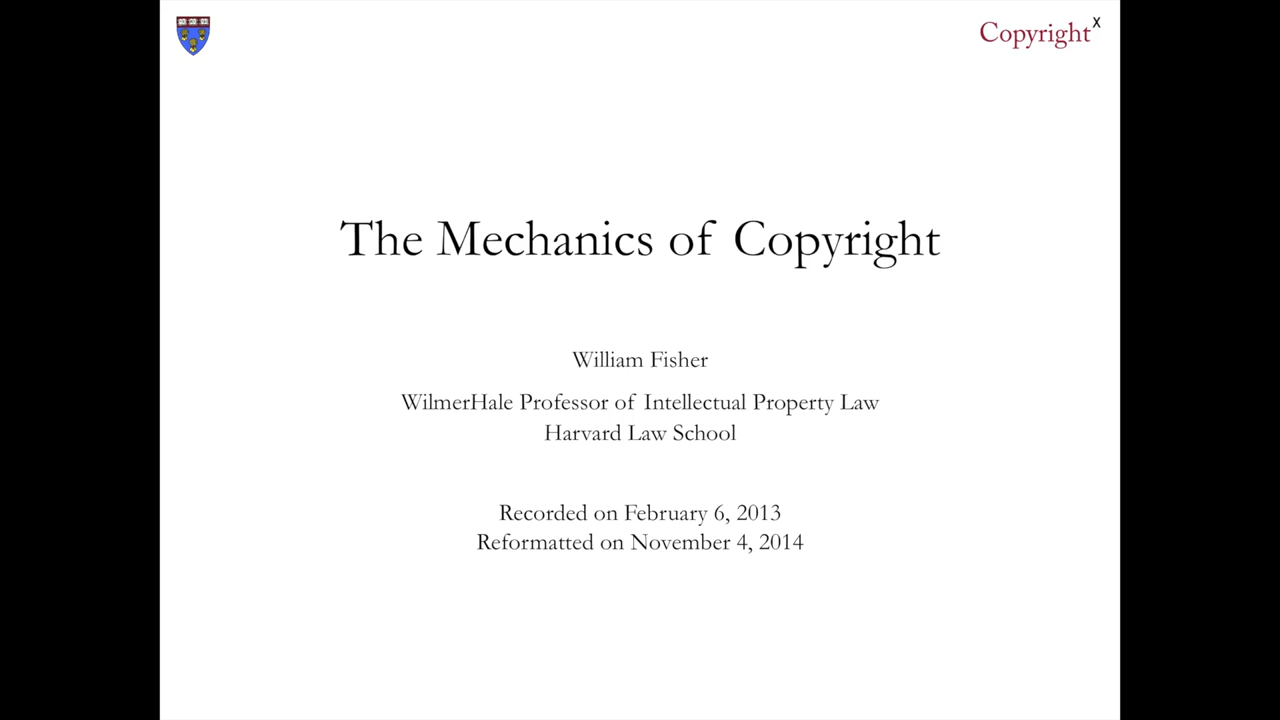 Copyright^X
The Mechanics of Copyright
William Fisher
WilmerHale Professor of Intellectual Property Law
Harvard Law School
Recorded on February 6, 2013
Reformatted on November 4, 2014